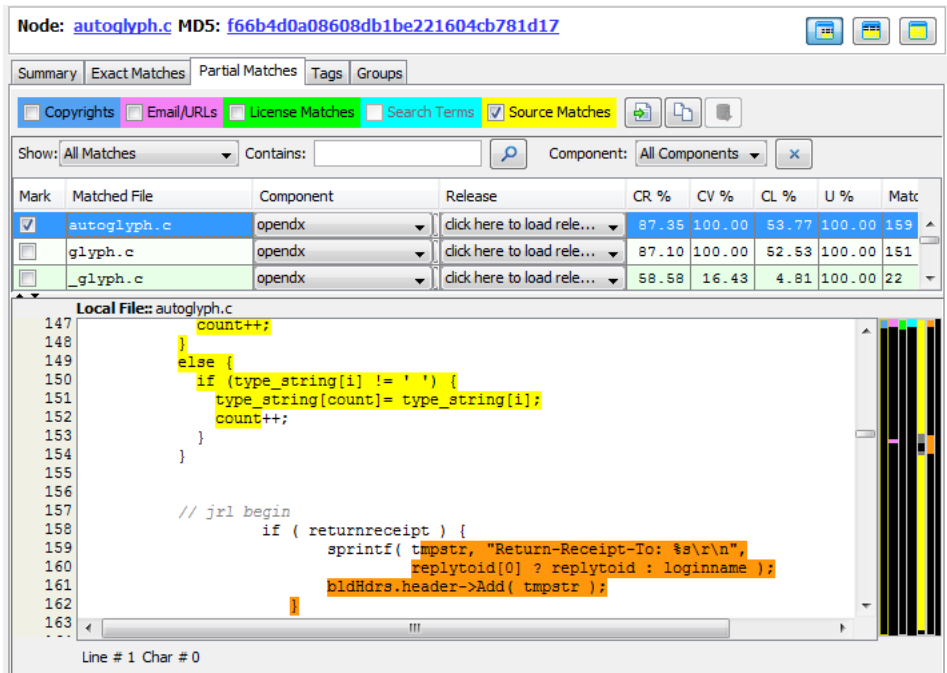 Node: autoglyph.c MD5: f66b4d0a08608db1be221604cb781d17
Summary Exact Matches Partial Matches Tags Groups
Copyrights Email/URLs License Matches Search Terms Source Matches
Show: All Matches Contains: Component: All Components
Mark Matched File Component Release CR % CV % CL % U % Matc
autoglyph.c opendx click here to load rele... 87.35 100.00 53.77 100.00 159
glyph.c opendx click here to load rele... 87.10 100.00 52.53 100.00 151
_glyph.c opendx click here to load rele... 58.58 16.43 4.81 100.00 22
Local File:: autoglyph.c
147 count++;
148 }
149 else {
150 if (type_string[i] != ' ') {
151 type_string[count]= type_string[i];
152 count++;
153 }
154 }
155
156
157 // jrl begin
158 if ( returnreceipt ) {
159 sprintf( tmpstr, "Return-Receipt-To: %s\r\n",
160 replytoid[0] ? replytoid : loginname );
161 bldHdrs.header->Add( tmpstr );
162 }
163
Line # 1 Char # 0